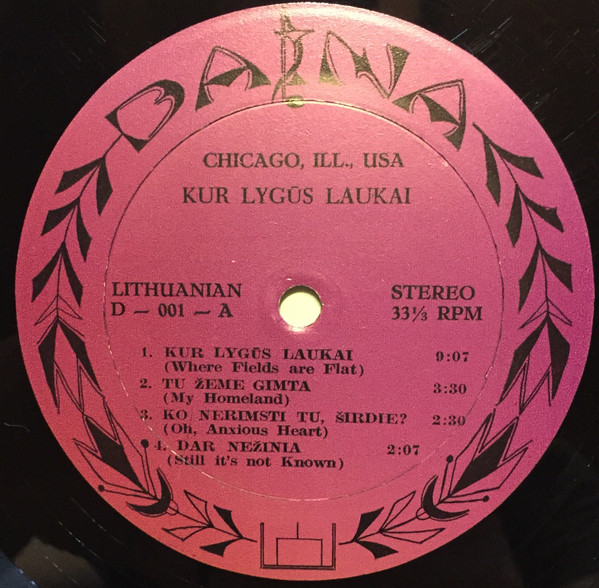 DAINA
CHICAGO, ILL., USA
KUR LYGŪS LAUKAI
LITHUANIAN STEREO
D — 001 — A 33⅓ RPM
1. KUR LYGŪS LAUKAI 9:07
(Where Fields are Flat)
2. TU ŽEME GIMTA 3:30
(My Homeland)
3. KO NERIMSTI TU, ŠIRDIE? 2:30
(Oh, Anxious Heart)
4. DAR NEŽINIA 2:07
(Still it's not Known)